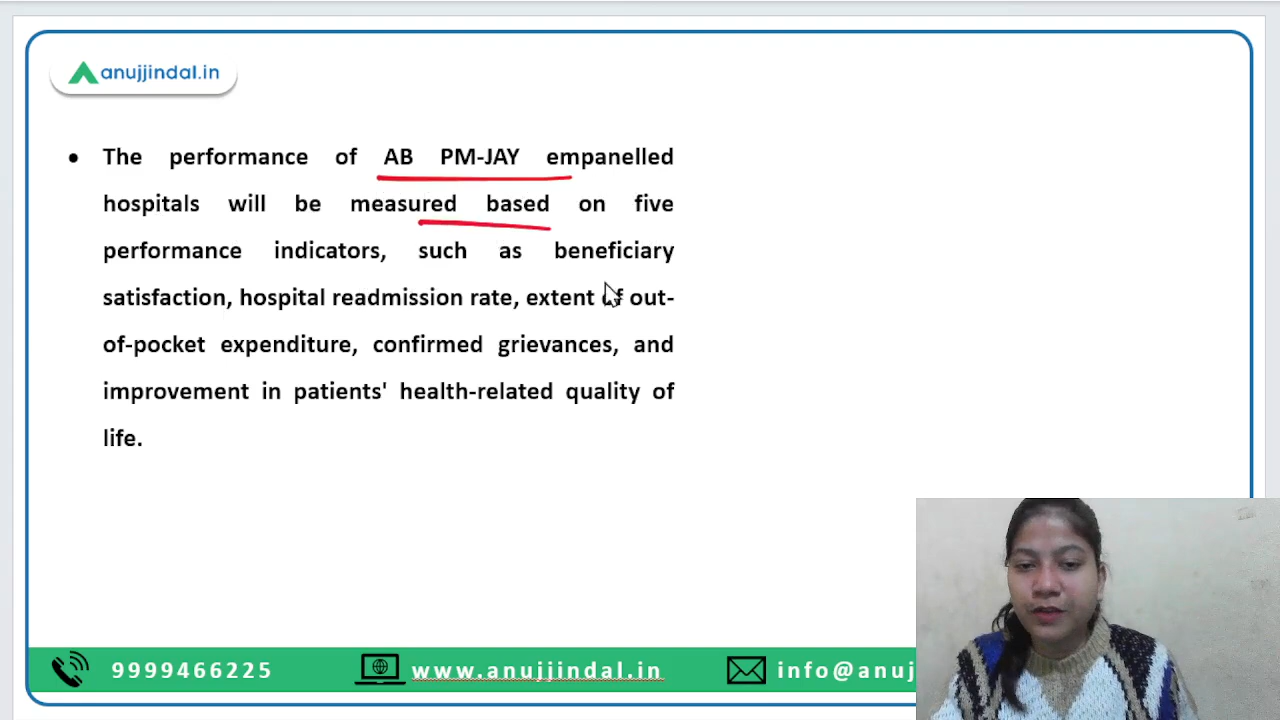 anujjindal.in
• The performance of AB PM-JAY empanelled
hospitals will be measured based on five
performance indicators, such as beneficiary
satisfaction, hospital readmission rate, extent of out-
of-pocket expenditure, confirmed grievances, and
improvement in patients' health-related quality of
life.
9999466225 www.anujjindal.in info@anuj